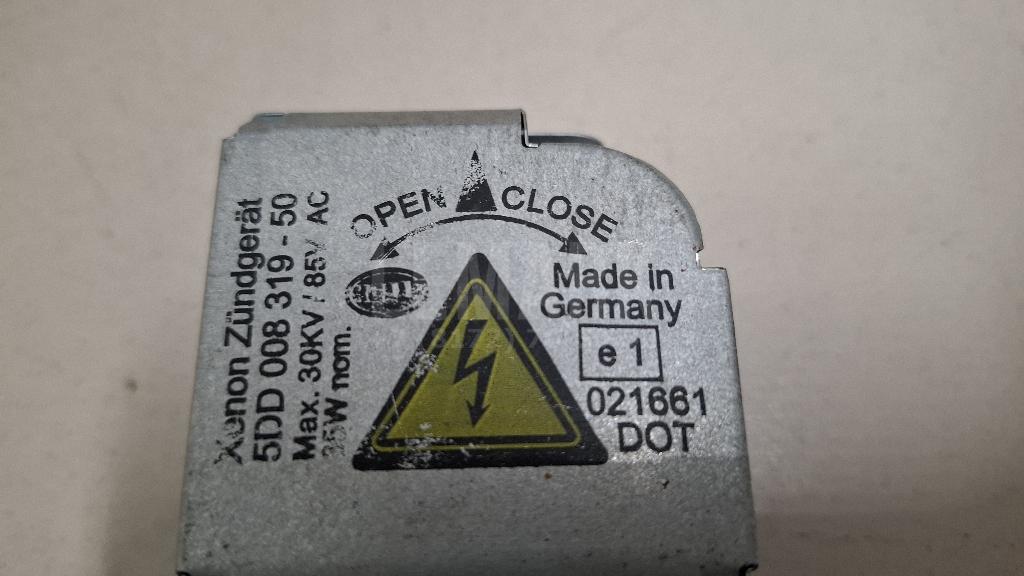 OPEN CLOSE
Xenon Zündgerät
5DD 008 319 - 50
Max. 30KV / 85V AC
35W nom.
Made in
Germany
e 1
021661
DOT